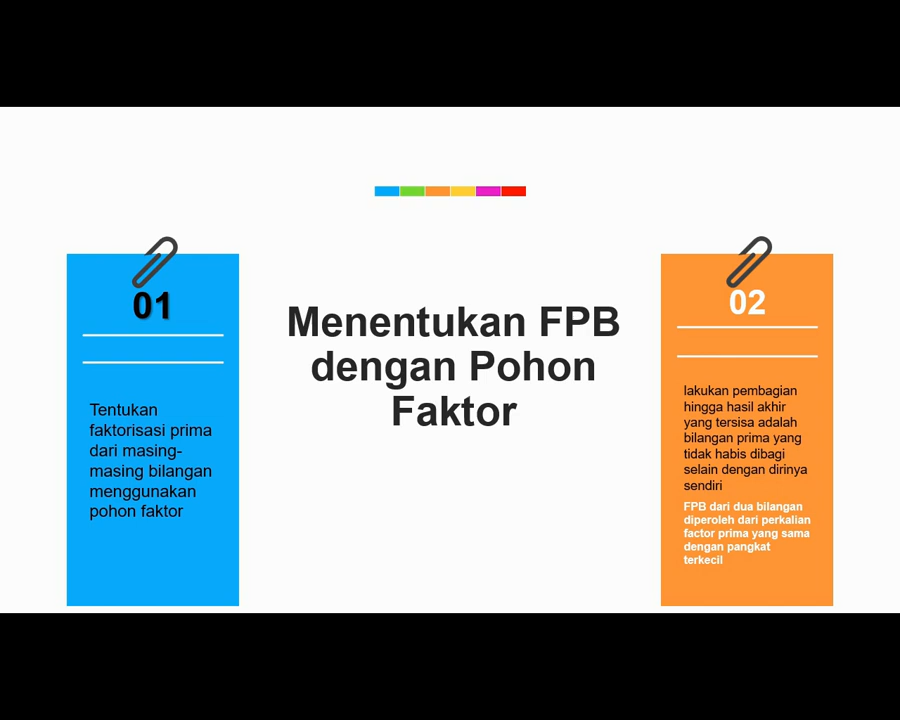 01
Tentukan
faktorisasi prima
dari masing-
masing bilangan
menggunakan
pohon faktor
Menentukan FPB
dengan Pohon
Faktor
02
lakukan pembagian
hingga hasil akhir
yang tersisa adalah
bilangan prima yang
tidak habis dibagi
selain dengan dirinya
sendiri
FPB dari dua bilangan
diperoleh dari perkalian
factor prima yang sama
dengan pangkat
terkecil